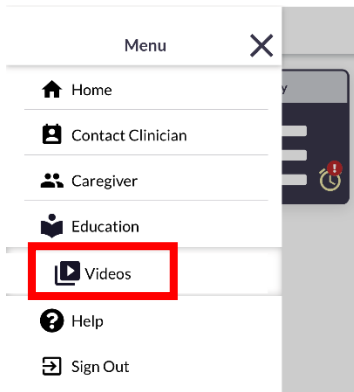 Menu
Home
Contact Clinician
Caregiver
Education
Videos
Help
Sign Out